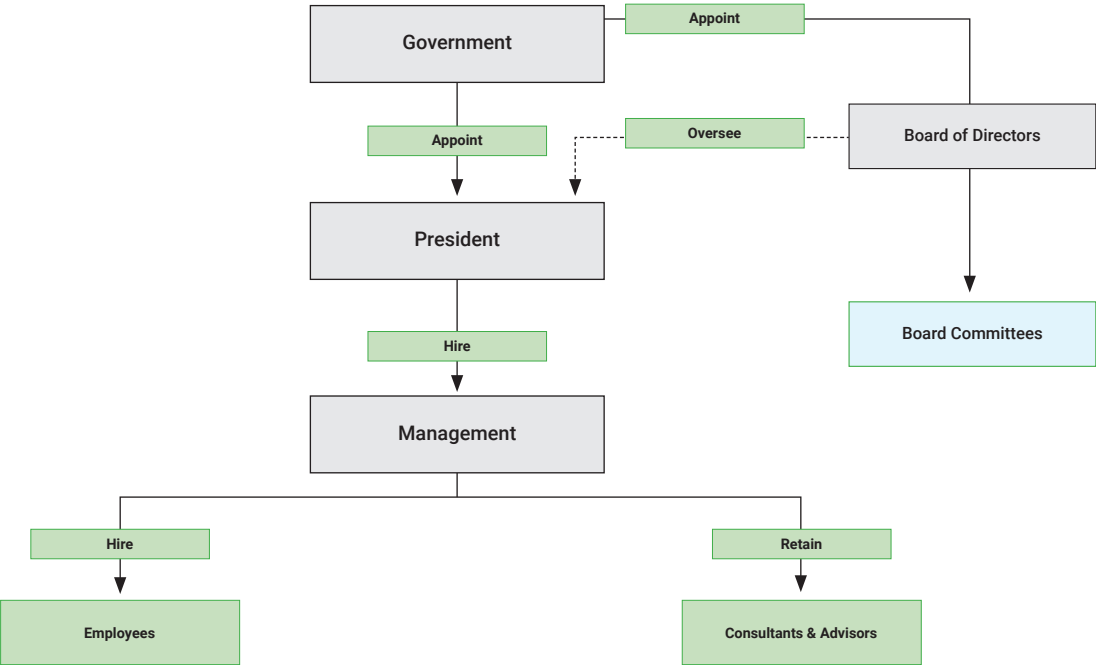 Appoint
Government
Oversee
Board of Directors
Appoint
President
Board Committees
Hire
Management
Hire
Retain
Employees
Consultants & Advisors